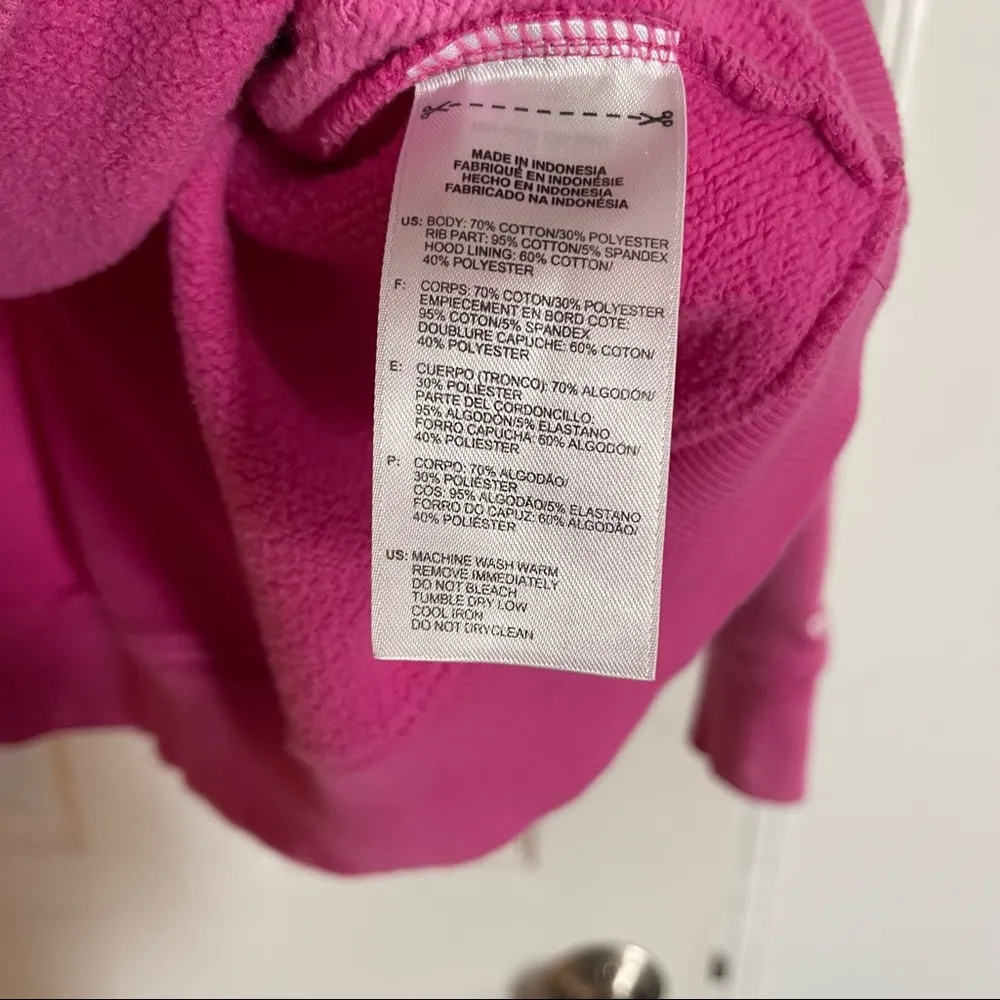 MADE IN INDONESIA
FABRIQUÉ EN INDONÉSIE
HECHO EN INDONESIA
FABRICADO NA INDONÉSIA
US: BODY: 70% COTTON/30% POLYESTER
RIB PART: 95% COTTON/5% SPANDEX
HOOD LINING: 60% COTTON/
40% POLYESTER
F: CORPS: 70% COTON/30% POLYESTER
EMPIECEMENT EN BORD COTE:
95% COTON/5% SPANDEX
DOUBLURE CAPUCHE: 60% COTON/
40% POLYESTER
E: CUERPO (TRONCO): 70% ALGODÓN/
30% POLIÉSTER
PARTE DEL CORDONCILLO:
95% ALGODÓN/5% ELASTANO
FORRO CAPUCHA: 60% ALGODÓN/
40% POLIÉSTER
P: CORPO: 70% ALGODÃO/
30% POLIÉSTER
COS: 95% ALGODÃO/5% ELASTANO
FORRO DO CAPUZ: 60% ALGODÃO/
40% POLIÉSTER
US: MACHINE WASH WARM
REMOVE IMMEDIATELY
DO NOT BLEACH
TUMBLE DRY LOW
COOL IRON
DO NOT DRYCLEAN